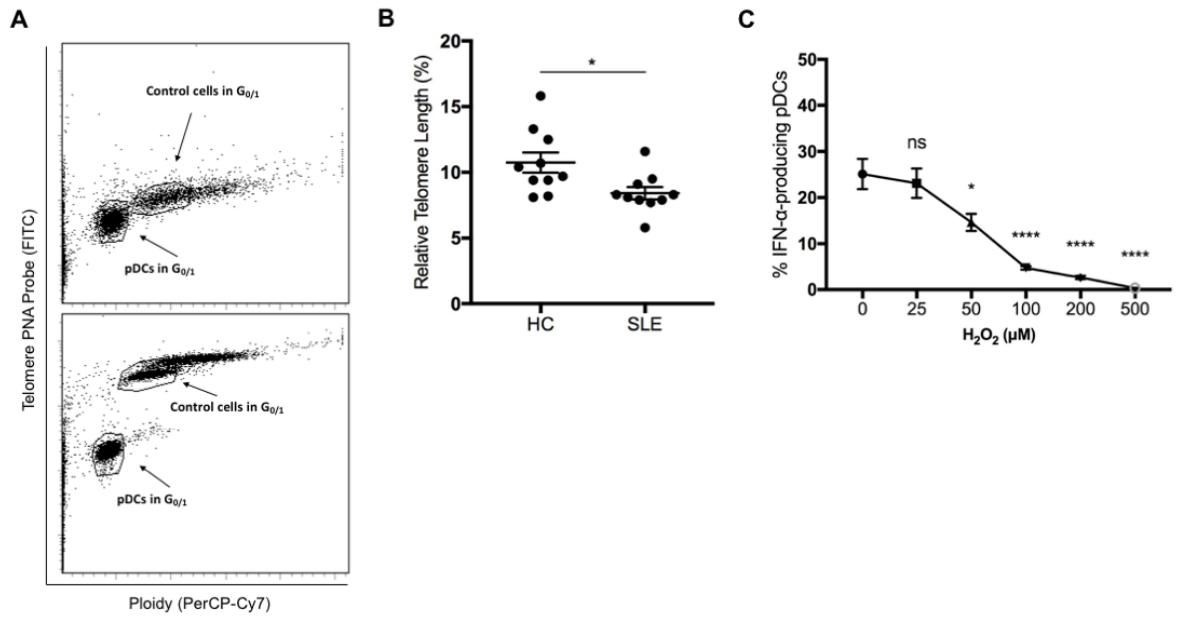 A
Telomere PNA Probe (FITC)
Control cells in G0/1
pDCs in G0/1
Control cells in G0/1
pDCs in G0/1
Ploidy (PerCP-Cy7)
B
Relative Telomere Length (%)
20
15
10
5
0
*
HC
SLE
C
% IFN-α-producing pDCs
50
40
30
20
10
0
ns
*
****
****
****
0 25 50 100 200 500
H₂O₂ (µM)